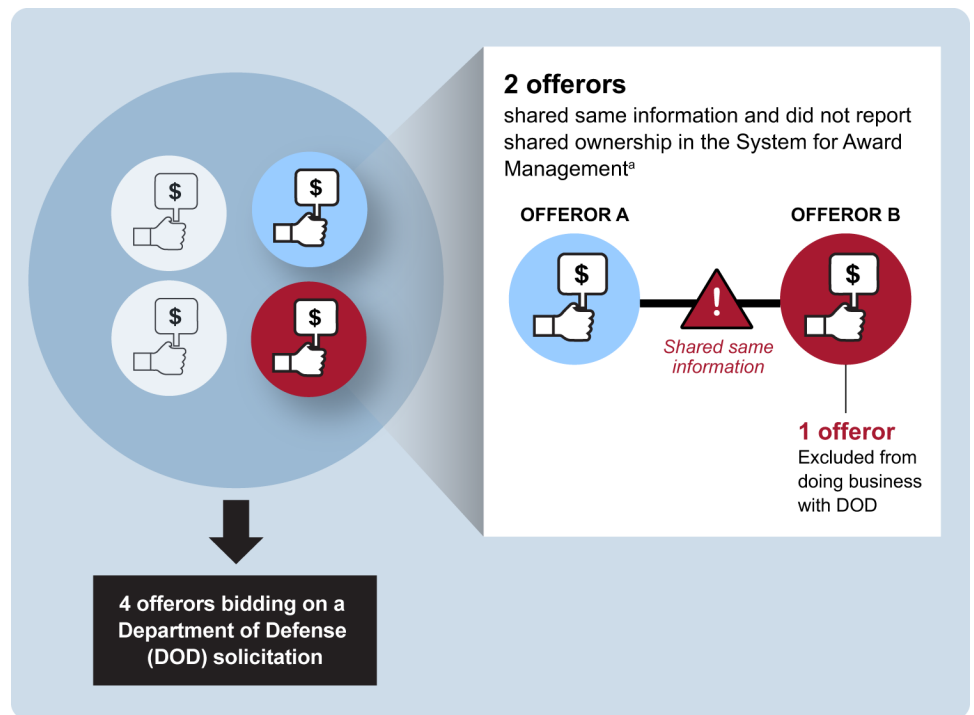 $
$
$
$
2 offerors
shared same information and did not report
shared ownership in the System for Award
Managementᵃ
OFFEROR A
OFFEROR B
$
$
!
Shared same
information
1 offeror
Excluded from
doing business
with DOD
4 offerors bidding on a
Department of Defense
(DOD) solicitation